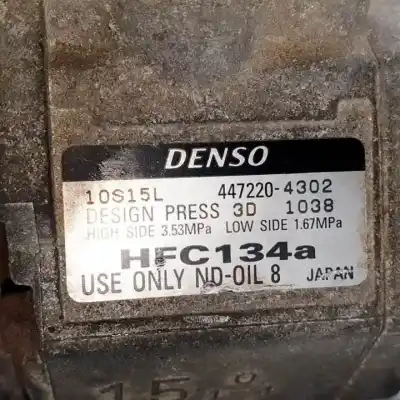 DENSO
10S15L 447220-4302
DESIGN PRESS 3D 1038
HIGH SIDE 3.53MPa LOW SIDE 1.67MPa
HFC134a
USE ONLY ND-OIL 8 JAPAN
15